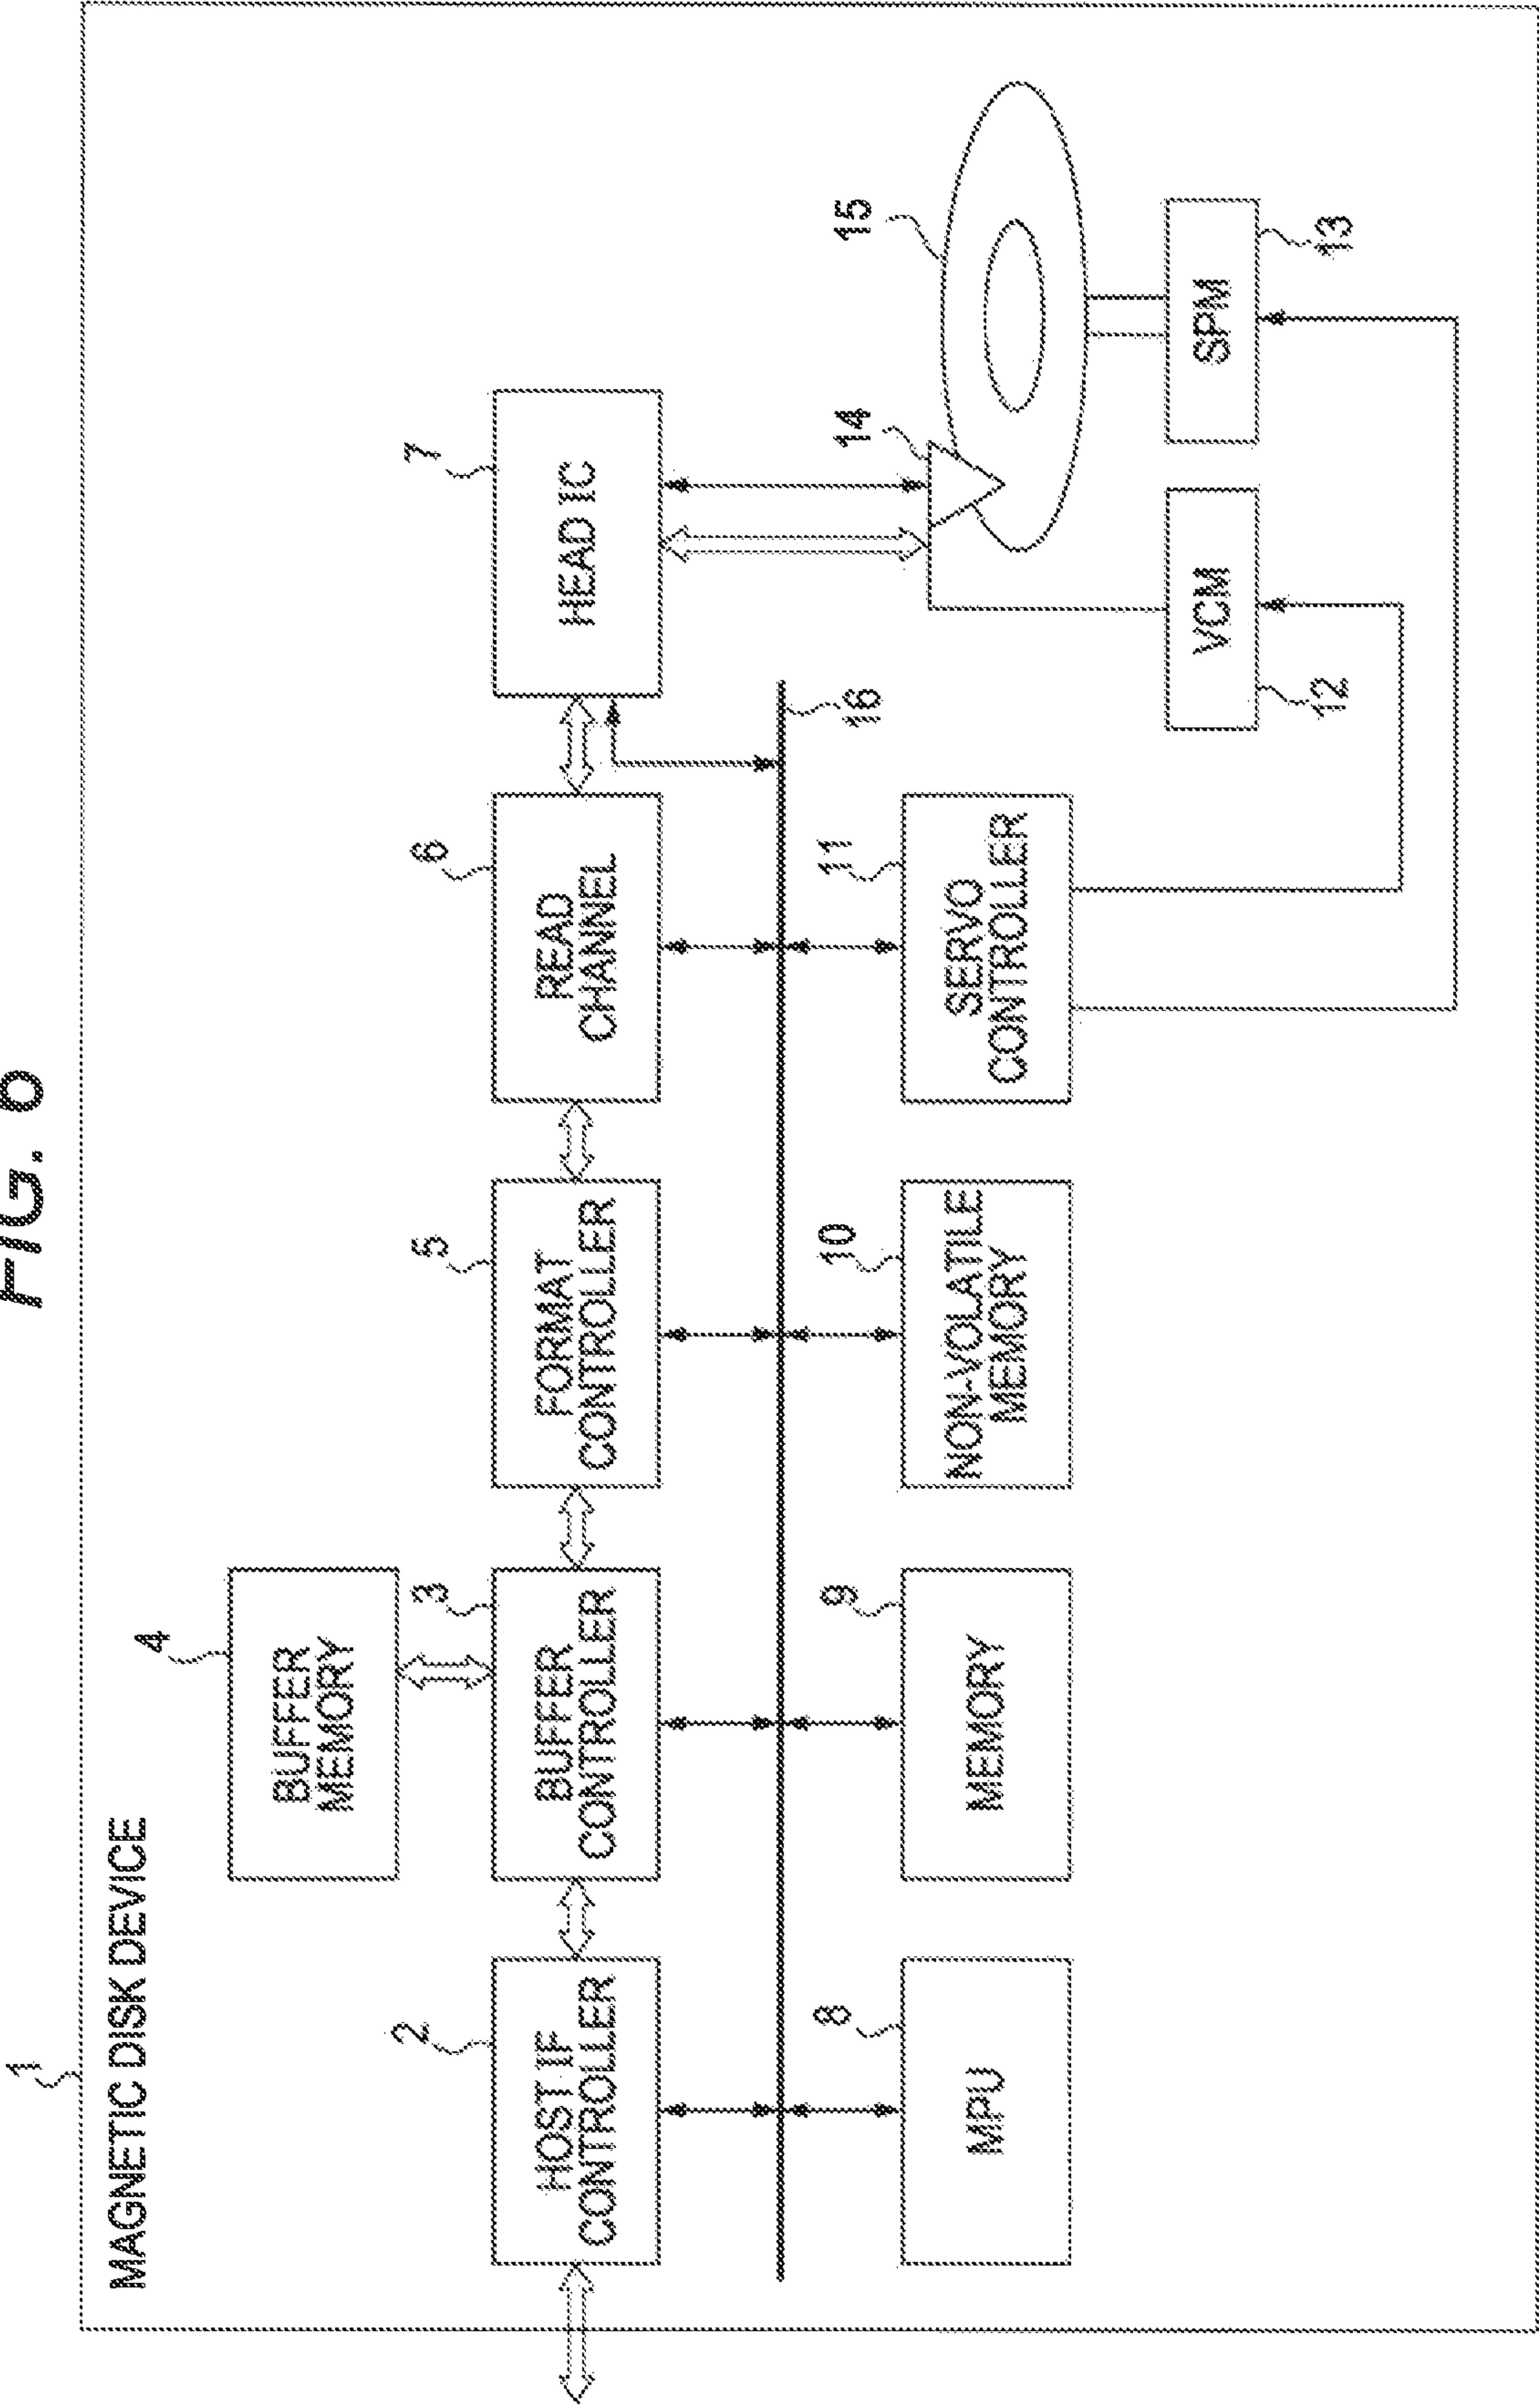 FIG. 6
1
MAGNETIC DISK DEVICE
4
BUFFER
MEMORY
2
HOST IF
CONTROLLER
3
BUFFER
CONTROLLER
5
FORMAT
CONTROLLER
6
READ
CHANNEL
7
HEAD IC
16
8
MPU
9
MEMORY
10
NON-VOLATILE
MEMORY
11
SERVO
CONTROLLER
14
15
12
VCM
SPM
13